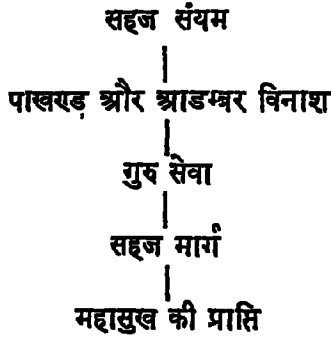 सहज संयम
पाखण्ड और आडम्बर विनाश
गुरु सेवा
सहज मार्ग
महासुख की प्राप्ति